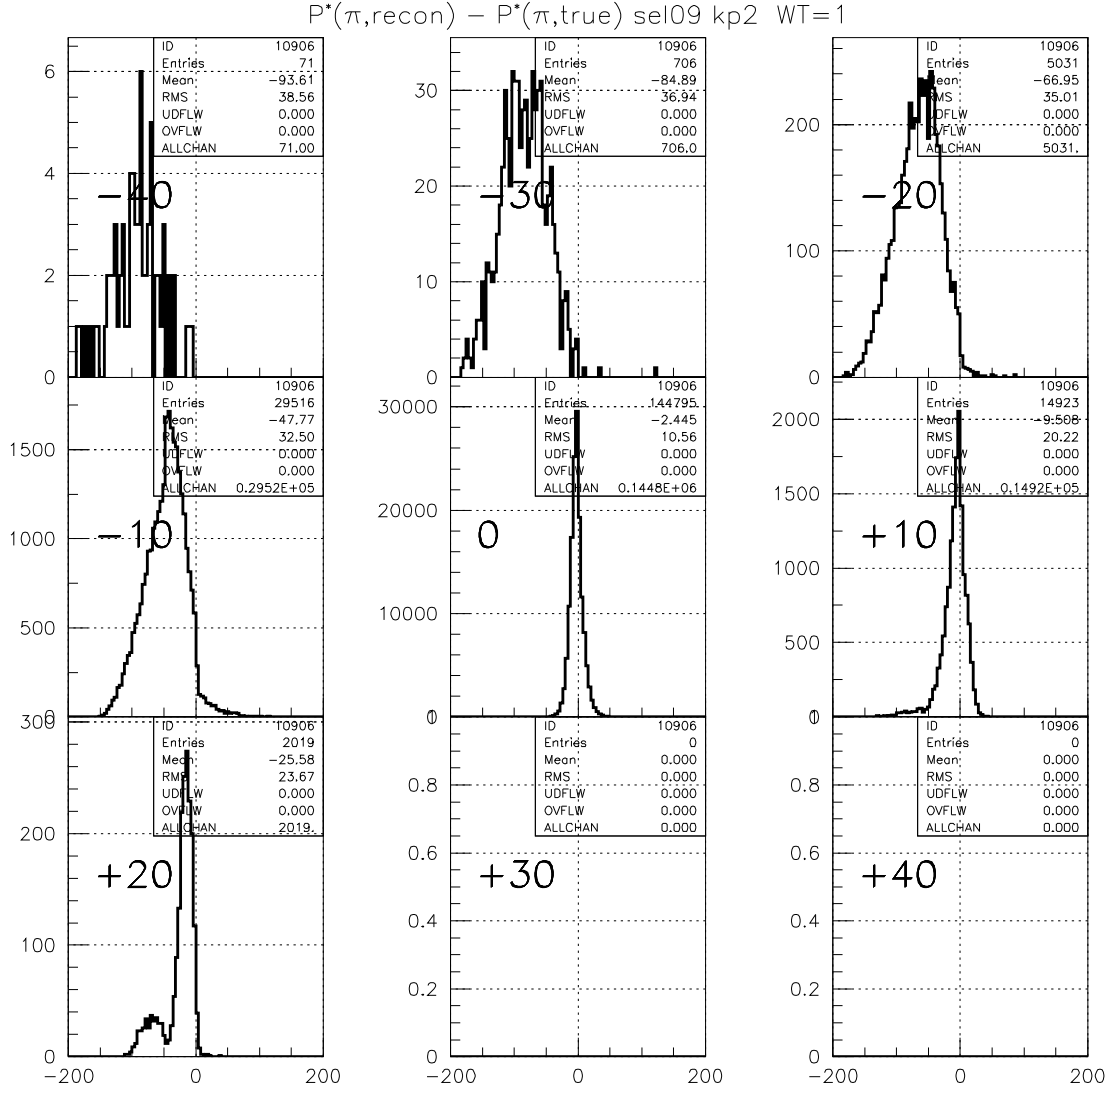 P*(π,recon) − P*(π,true) sel09 kp2 WT=1
ID 10906
Entries 71
Mean −93.61
RMS 38.56
UDFLW 0.000
OVFLW 0.000
ALLCHAN 71.00
−40
6
4
2
0
ID 10906
Entries 706
Mean −84.89
RMS 36.94
UDFLW 0.000
OVFLW 0.000
ALLCHAN 706.0
−30
30
20
10
0
ID 10906
Entries 5031
Mean −66.95
RMS 35.01
UDFLW 0.000
OVFLW 0.000
ALLCHAN 5031.
−20
200
100
0
ID 10906
Entries 29516
Mean −47.77
RMS 32.50
UDFLW 0.000
OVFLW 0.000
ALLCHAN 0.2952E+05
−10
1500
1000
500
0
ID 10906
Entries 144795
Mean −2.445
RMS 10.56
UDFLW 0.000
OVFLW 0.000
ALLCHAN 0.1448E+06
0
30000
20000
10000
0
ID 10906
Entries 14923
Mean −9.508
RMS 20.22
UDFLW 0.000
OVFLW 0.000
ALLCHAN 0.1492E+05
+10
2000
1500
1000
500
0
ID 10906
Entries 2019
Mean −25.58
RMS 23.67
UDFLW 0.000
OVFLW 0.000
ALLCHAN 2019.
+20
300
200
100
0
−200 0 200
ID 10906
Entries 0
Mean 0.000
RMS 0.000
UDFLW 0.000
OVFLW 0.000
ALLCHAN 0.000
+30
1
0.8
0.6
0.4
0.2
0
−200 0 200
ID 10906
Entries 0
Mean 0.000
RMS 0.000
UDFLW 0.000
OVFLW 0.000
ALLCHAN 0.000
+40
0.8
0.6
0.4
0.2
0
−200 0 200